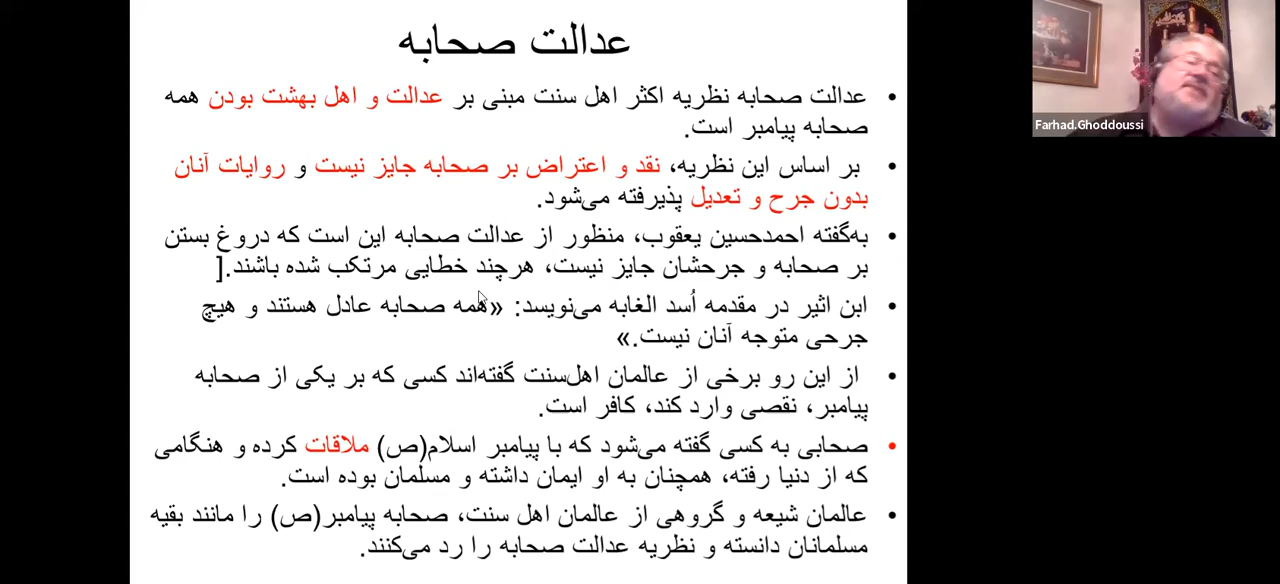 عدالت صحابه
• عدالت صحابه نظریه اکثر اهل سنت مبنی بر عدالت و اهل بهشت بودن همه
صحابه پیامبر است.
• بر اساس این نظریه، نقد و اعتراض بر صحابه جایز نیست و روایات آنان
بدون جرح و تعدیل پذیرفته می‌شود.
• به‌گفته احمدحسین یعقوب، منظور از عدالت صحابه این است که دروغ بستن
بر صحابه و جرحشان جایز نیست، هرچند خطایی مرتکب شده باشند.[
• ابن اثیر در مقدمه اُسد الغابه می‌نویسد: «همه صحابه عادل هستند و هیچ
جرحی متوجه آنان نیست.»
• از این رو برخی از عالمان اهل‌سنت گفته‌اند کسی که بر یکی از صحابه
پیامبر، نقصی وارد کند، کافر است.
• صحابی به کسی گفته می‌شود که با پیامبر اسلام(ص) ملاقات کرده و هنگامی
که از دنیا رفته، همچنان به او ایمان داشته و مسلمان بوده است.
• عالمان شیعه و گروهی از عالمان اهل سنت، صحابه پیامبر(ص) را مانند بقیه
مسلمانان دانسته و نظریه عدالت صحابه را رد می‌کنند.
Farhad.Ghoddoussi